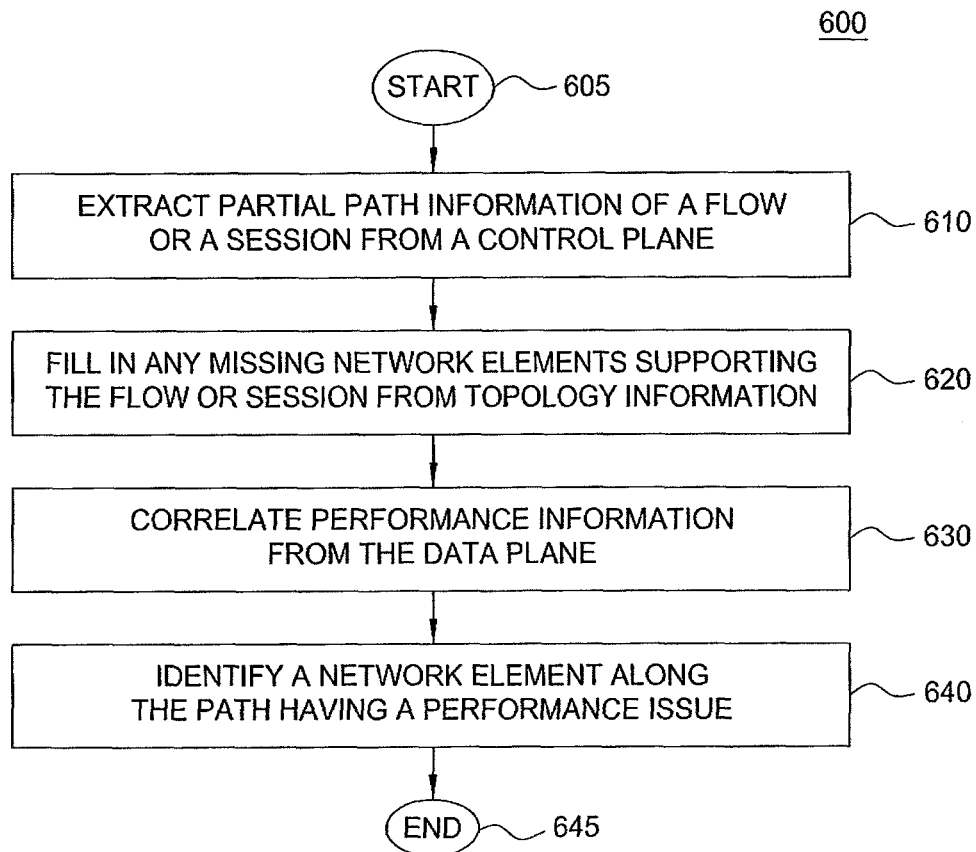 600
START
605
EXTRACT PARTIAL PATH INFORMATION OF A FLOW
OR A SESSION FROM A CONTROL PLANE
610
FILL IN ANY MISSING NETWORK ELEMENTS SUPPORTING
THE FLOW OR SESSION FROM TOPOLOGY INFORMATION
620
CORRELATE PERFORMANCE INFORMATION
FROM THE DATA PLANE
630
IDENTIFY A NETWORK ELEMENT ALONG
THE PATH HAVING A PERFORMANCE ISSUE
640
END
645